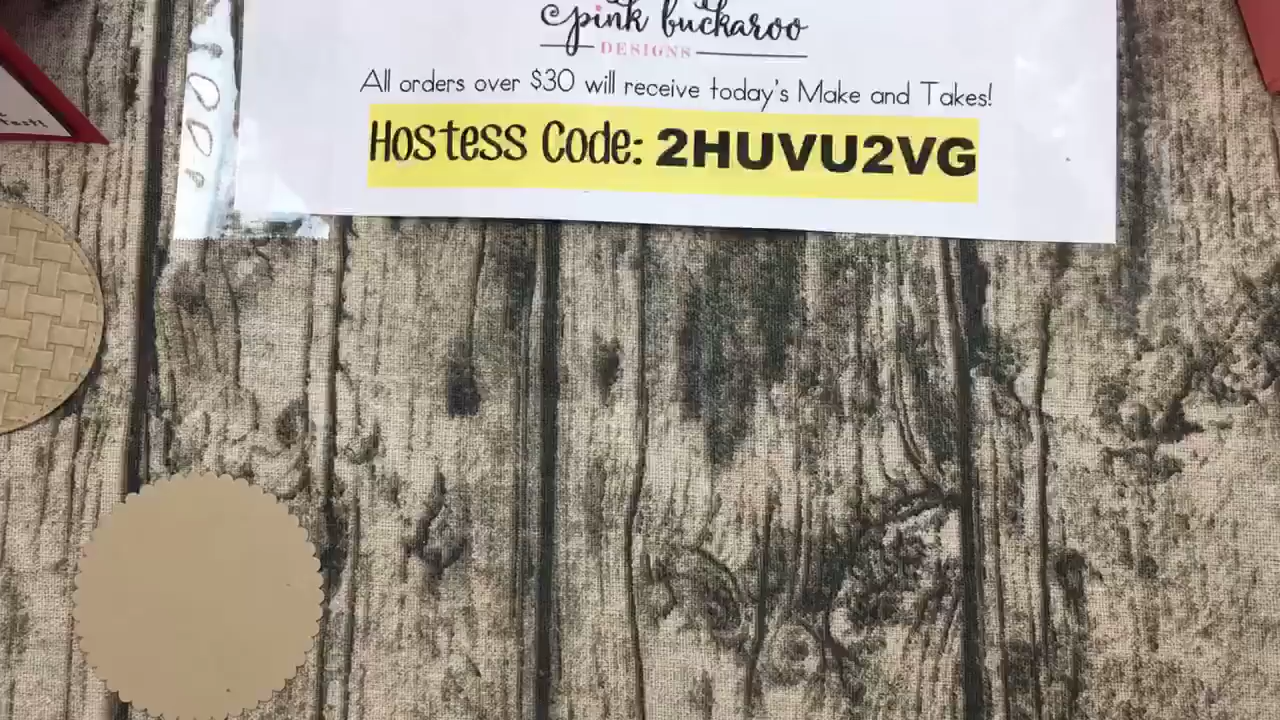 pink buckaroo
DESIGNS
All orders over $30 will receive today's Make and Takes!
Hostess Code: 2HUVU2VG